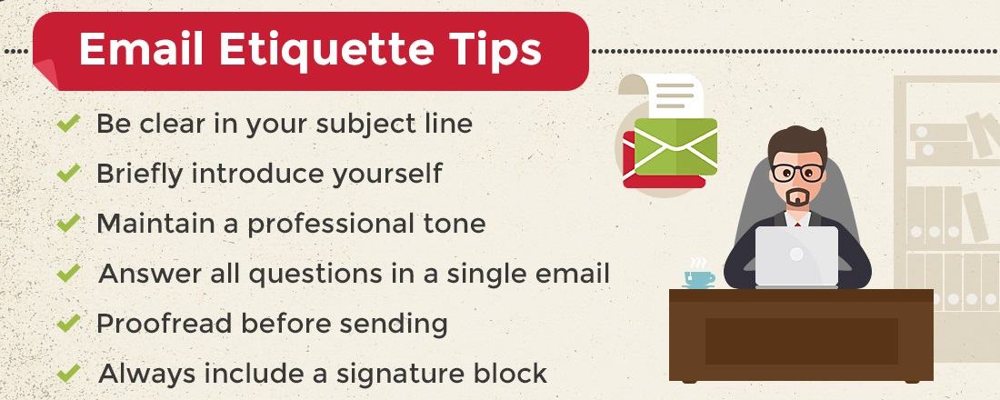 Email Etiquette Tips
Be clear in your subject line
Briefly introduce yourself
Maintain a professional tone
Answer all questions in a single email
Proofread before sending
Always include a signature block